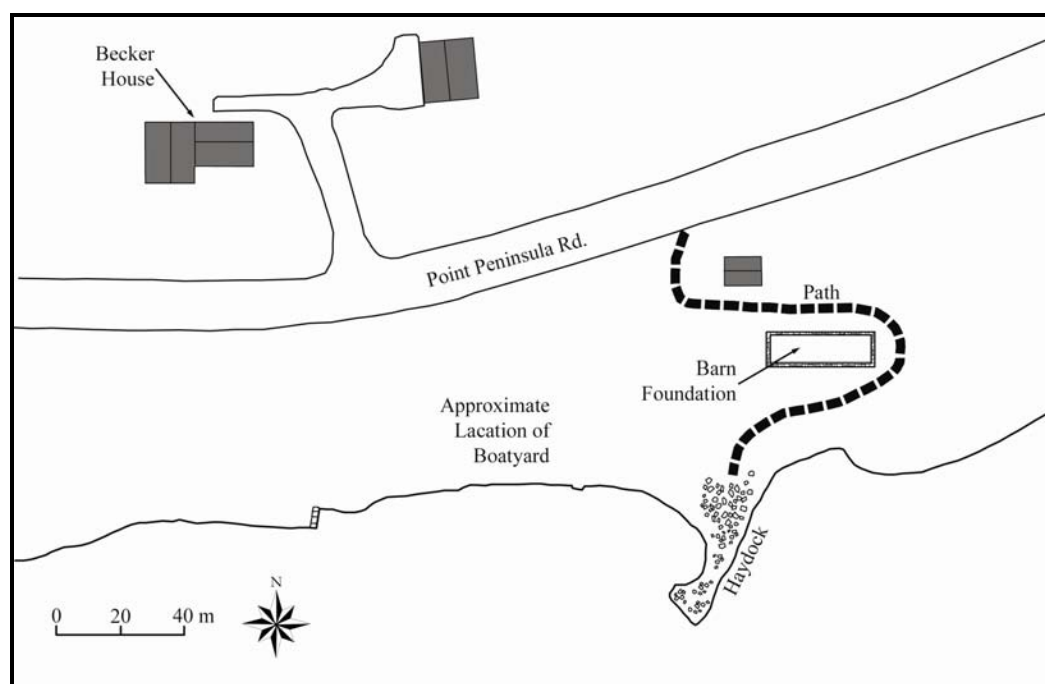 Becker
House
Point Peninsula Rd.
Path
Barn
Foundation
Approximate
Lacation of
Boatyard
Haydock
N
0 20 40 m